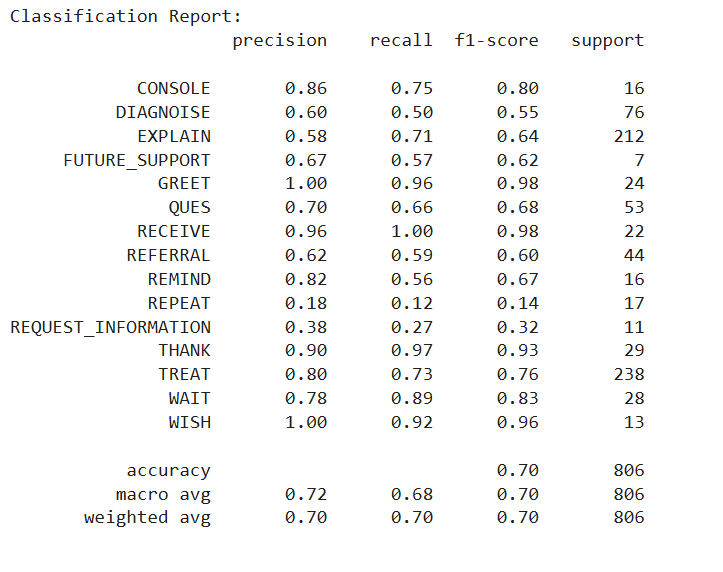 Classification Report:
precision recall f1-score support
CONSOLE 0.86 0.75 0.80 16
DIAGNOISE 0.60 0.50 0.55 76
EXPLAIN 0.58 0.71 0.64 212
FUTURE_SUPPORT 0.67 0.57 0.62 7
GREET 1.00 0.96 0.98 24
QUES 0.70 0.66 0.68 53
RECEIVE 0.96 1.00 0.98 22
REFERRAL 0.62 0.59 0.60 44
REMIND 0.82 0.56 0.67 16
REPEAT 0.18 0.12 0.14 17
REQUEST_INFORMATION 0.38 0.27 0.32 11
THANK 0.90 0.97 0.93 29
TREAT 0.80 0.73 0.76 238
WAIT 0.78 0.89 0.83 28
WISH 1.00 0.92 0.96 13
accuracy 0.70 806
macro avg 0.72 0.68 0.70 806
weighted avg 0.70 0.70 0.70 806